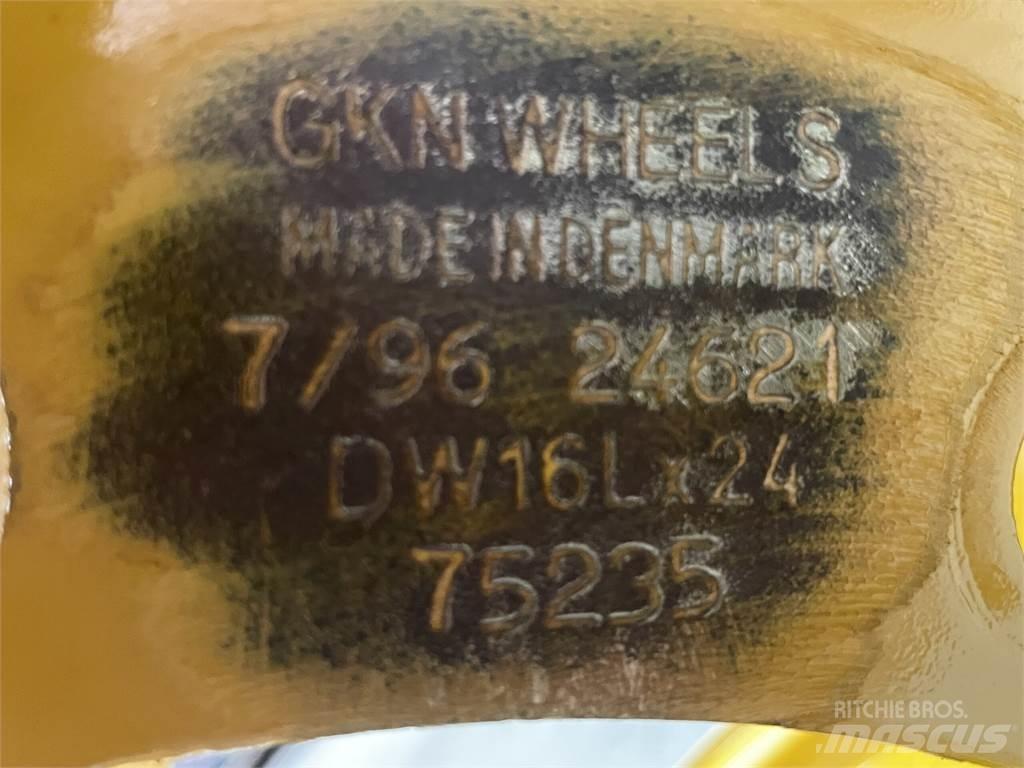 GKN WHEELS
MADE IN DENMARK
7/96 24621
DW16Lx24
75235
RITCHIE BROS.
mascus